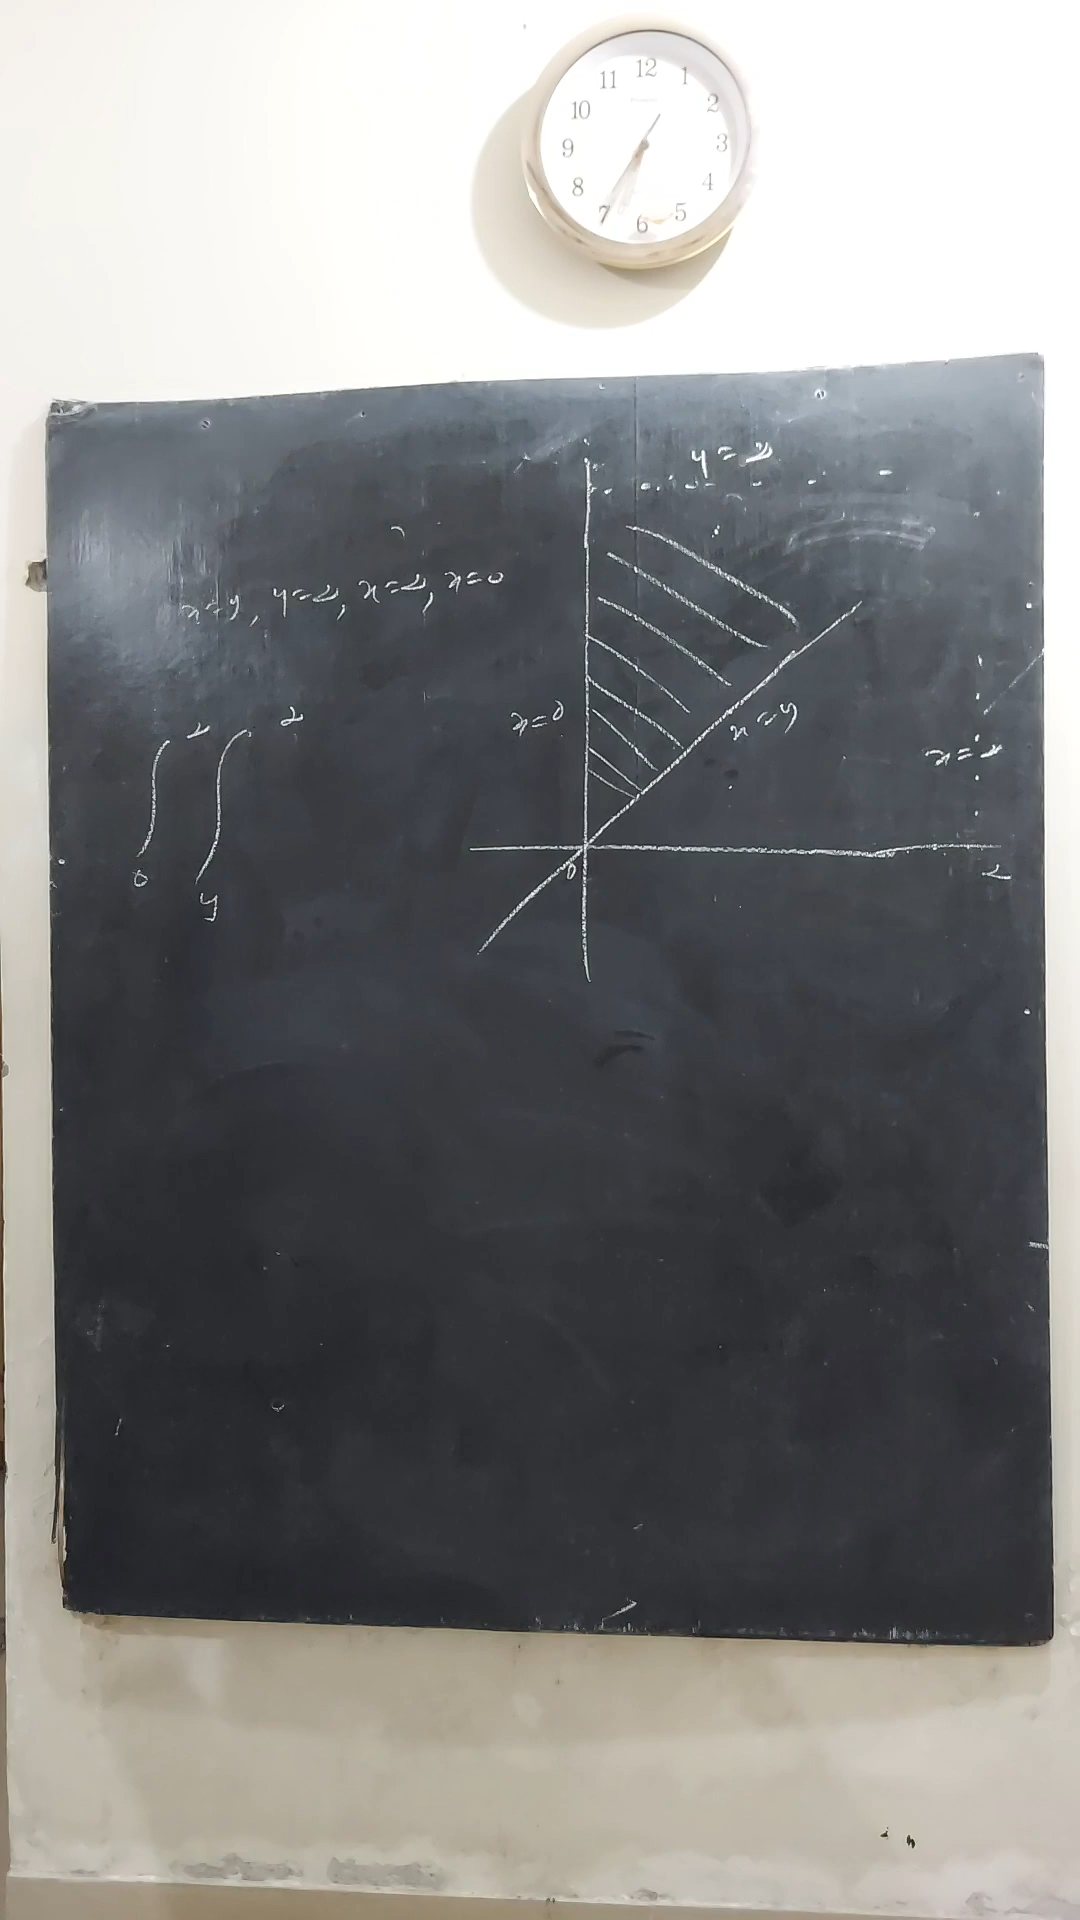 11 12 1
10 2
9 3
8 4
7 6 5
y = 2
x=y, y=2, x=2, x=0
∫ 2 ∫ 2
x=0
x=y
x=2
0 y
0 2